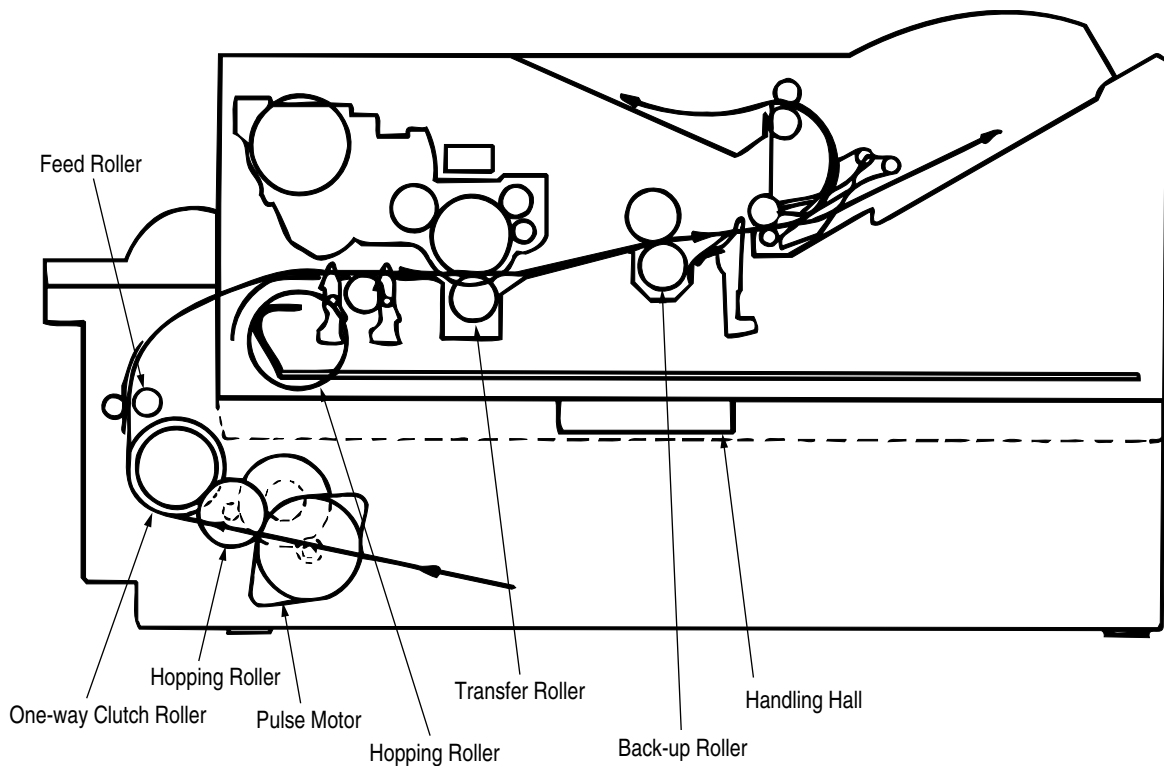 Feed Roller
Hopping Roller
Transfer Roller
One-way Clutch Roller
Pulse Motor
Handling Hall
Hopping Roller
Back-up Roller